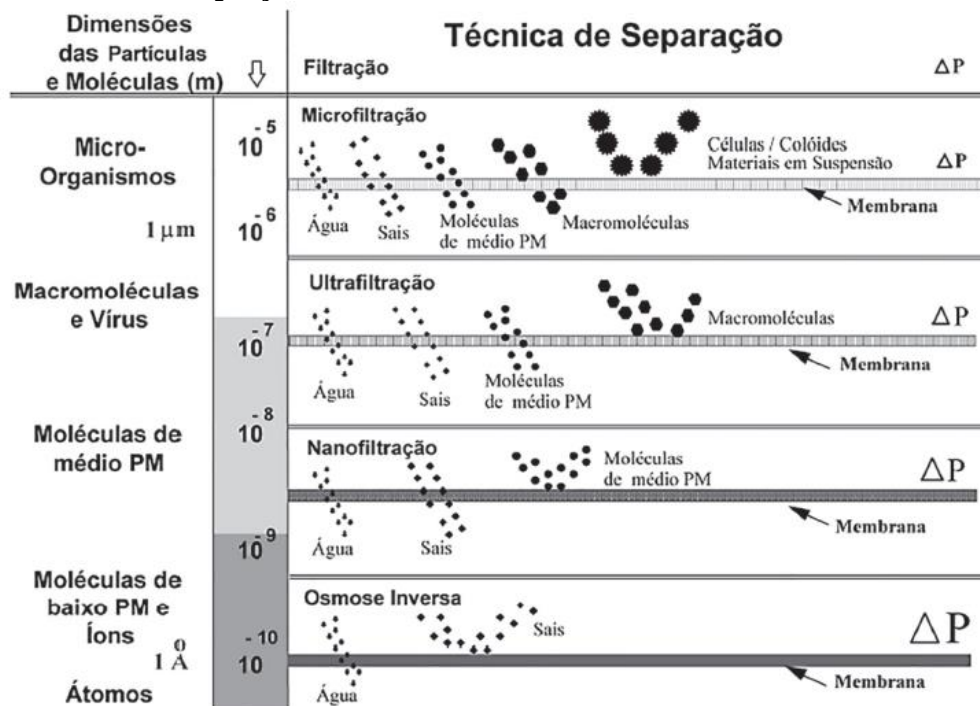 Dimensões
das Partículas
e Moléculas (m)
Técnica de Separação
Filtração
ΔP
Micro-
Organismos
1 μm
10⁻⁵
10⁻⁶
Microfiltração
Células / Colóides
Materiais em Suspensão
ΔP
Membrana
Água
Sais
Moléculas
de médio PM
Macromoléculas
Macromoléculas
e Vírus
10⁻⁷
Ultrafiltração
Macromoléculas
ΔP
Membrana
Água
Sais
Moléculas
de médio PM
Moléculas de
médio PM
10⁻⁸
10⁻⁹
Nanofiltração
Moléculas
de médio PM
ΔP
Membrana
Água
Sais
Moléculas de
baixo PM e
Íons
1 Å
Átomos
10⁻¹⁰
Osmose Inversa
Sais
ΔP
Membrana
Água